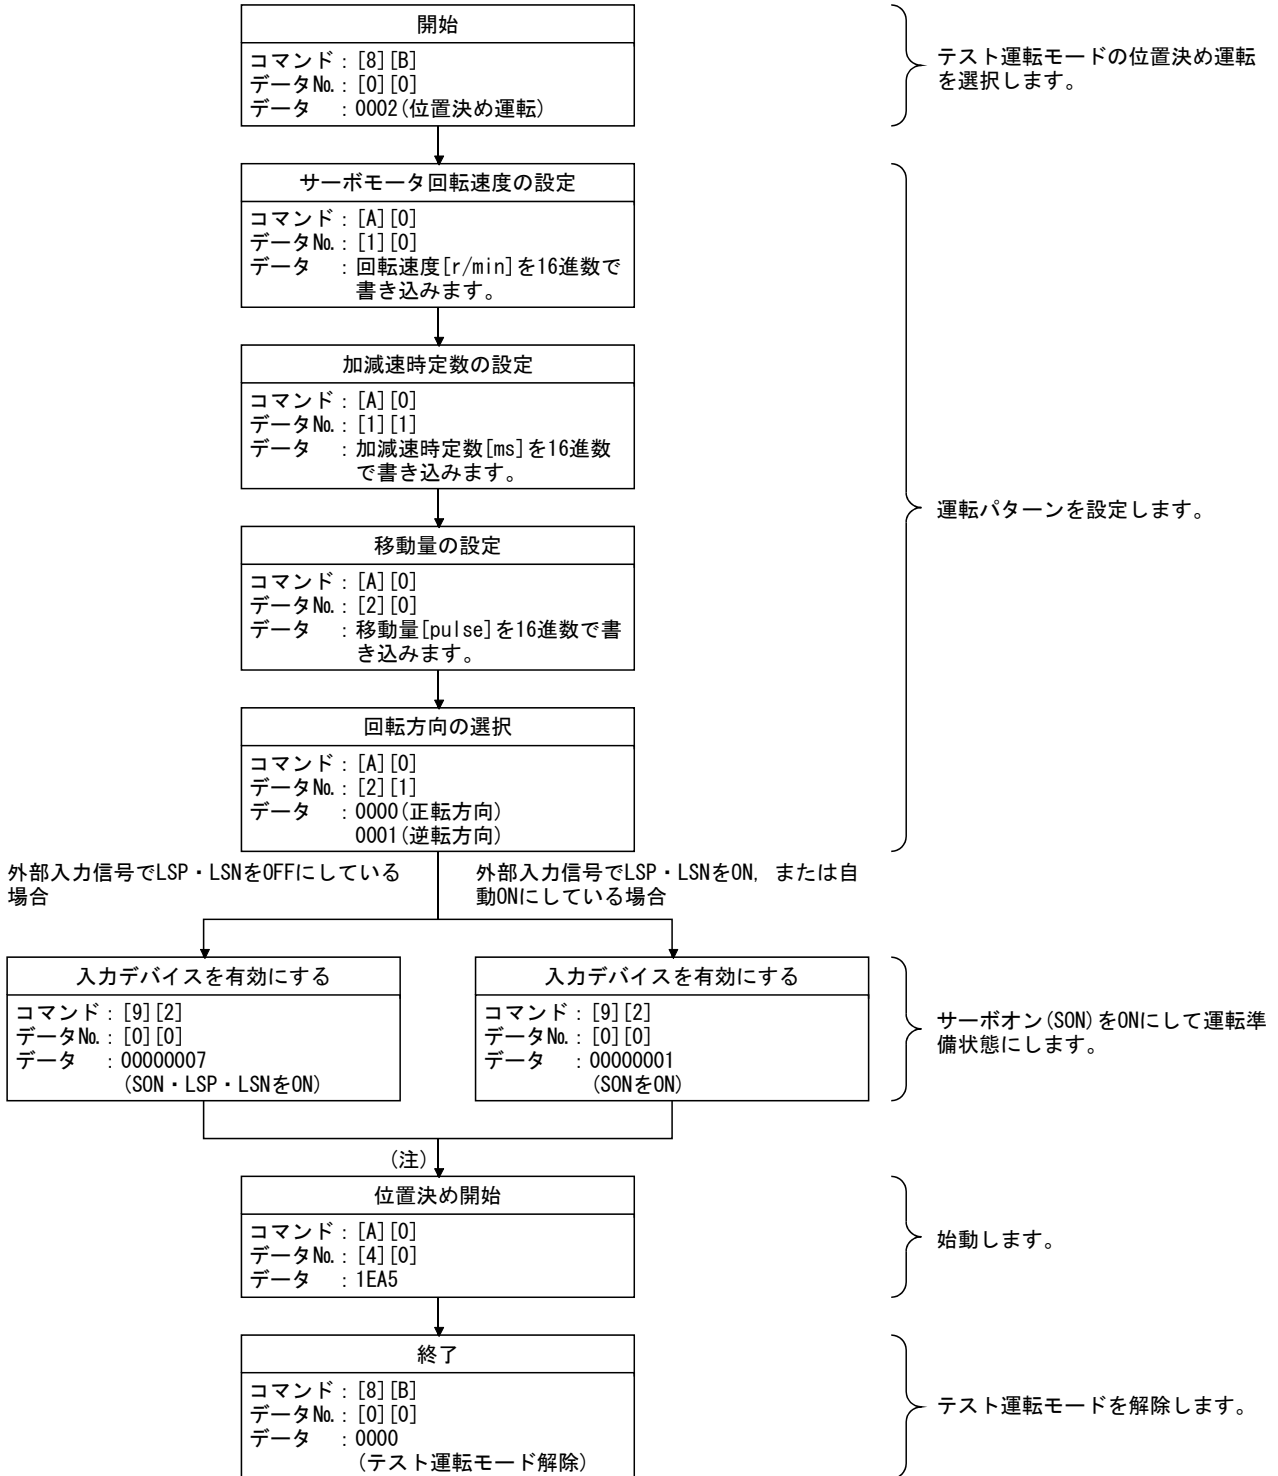 開始
コマンド：[8][B]
データNo.：[0][0]
データ　：0002(位置決め運転)
テスト運転モードの位置決め運転
を選択します。
サーボモータ回転速度の設定
コマンド：[A][0]
データNo.：[1][0]
データ　：回転速度[r/min]を16進数で
書き込みます。
加減速時定数の設定
コマンド：[A][0]
データNo.：[1][1]
データ　：加減速時定数[ms]を16進数
で書き込みます。
運転パターンを設定します。
移動量の設定
コマンド：[A][0]
データNo.：[2][0]
データ　：移動量[pulse]を16進数で書
き込みます。
回転方向の選択
コマンド：[A][0]
データNo.：[2][1]
データ　：0000(正転方向)
0001(逆転方向)
外部入力信号でLSP・LSNをOFFにしている
場合
外部入力信号でLSP・LSNをON，または自
動ONにしている場合
入力デバイスを有効にする
コマンド：[9][2]
データNo.：[0][0]
データ　：00000007
(SON・LSP・LSNをON)
入力デバイスを有効にする
コマンド：[9][2]
データNo.：[0][0]
データ　：00000001
(SONをON)
サーボオン(SON)をONにして運転準
備状態にします。
(注)
位置決め開始
コマンド：[A][0]
データNo.：[4][0]
データ　：1EA5
始動します。
終了
コマンド：[8][B]
データNo.：[0][0]
データ　：0000
(テスト運転モード解除)
テスト運転モードを解除します。